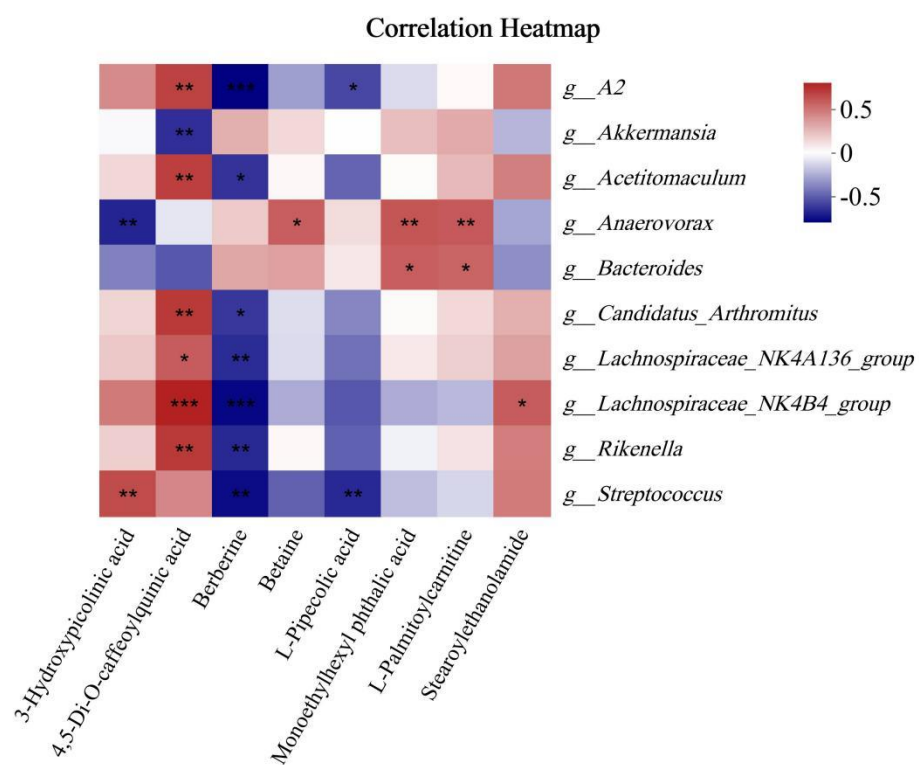 Correlation Heatmap
** *** * g__A2
** g__Akkermansia
** * g__Acetitomaculum
** * ** ** g__Anaerovorax
* * g__Bacteroides
** * g__Candidatus_Arthromitus
* ** g__Lachnospiraceae_NK4A136_group
*** *** * g__Lachnospiraceae_NK4B4_group
** ** g__Rikenella
** ** ** g__Streptococcus
0.5
0
-0.5
3-Hydroxypicolinic acid
4,5-Di-O-caffeoylquinic acid
Berberine
Betaine
L-Pipecolic acid
Monoethylhexyl phthalic acid
L-Palmitoylcarnitine
Stearoylethanolamide